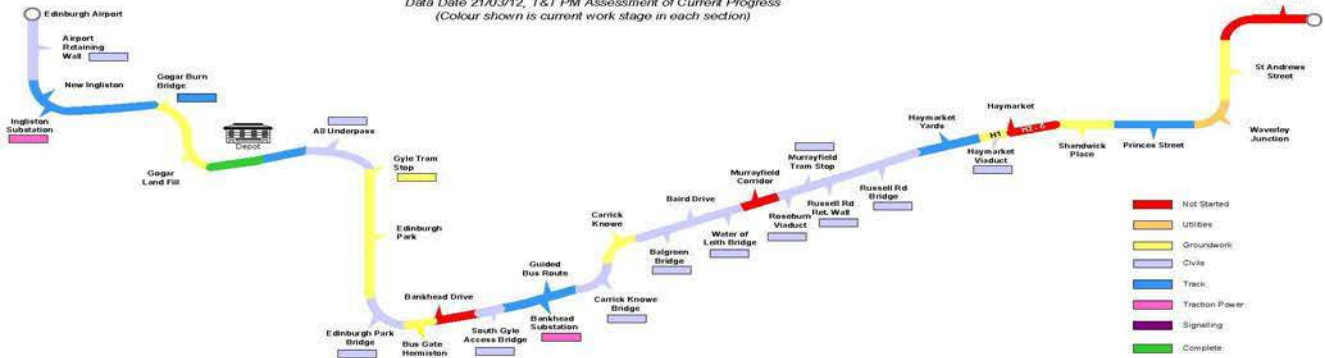 Data Date 21/03/12, T&T PM Assessment of Current Progress
(Colour shown is current work stage in each section)
Edinburgh Airport
Airport
Retaining
Wall
New Ingliston
Ingliston
Substation
Gogar Burn
Bridge
Gogar
Land Fill
Depot
A8 Underpass
Gyle Tram
Stop
Edinburgh
Park
Edinburgh Park
Bridge
Bus Gate
Hermiston
Bankhead Drive
South Gyle
Access Bridge
Guided
Bus Route
Bankhead
Substation
Carrick
Knowe
Carrick Knowe
Bridge
Baird Drive
Balgreen
Bridge
Water of
Leith Bridge
Murrayfield
Corridor
Roseburn
Viaduct
Murrayfield
Tram Stop
Russell Rd
Ret. Wall
Russell Rd
Bridge
Haymarket
Yards
H1
Haymarket
Viaduct
Haymarket
Shandwick
Place
Princes Street
Waverley
Junction
St Andrews
Street
Not Started
Utilities
Groundwork
Civils
Track
Traction Power
Signalling
Complete